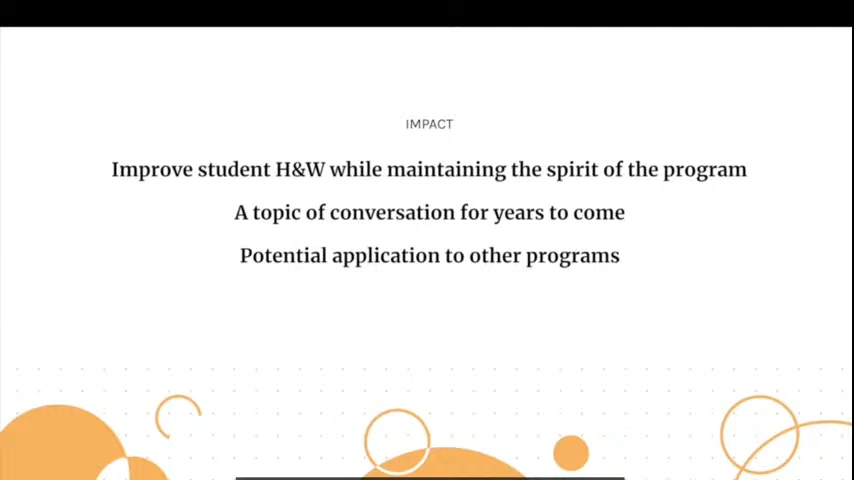 IMPACT
Improve student H&W while maintaining the spirit of the program
A topic of conversation for years to come
Potential application to other programs